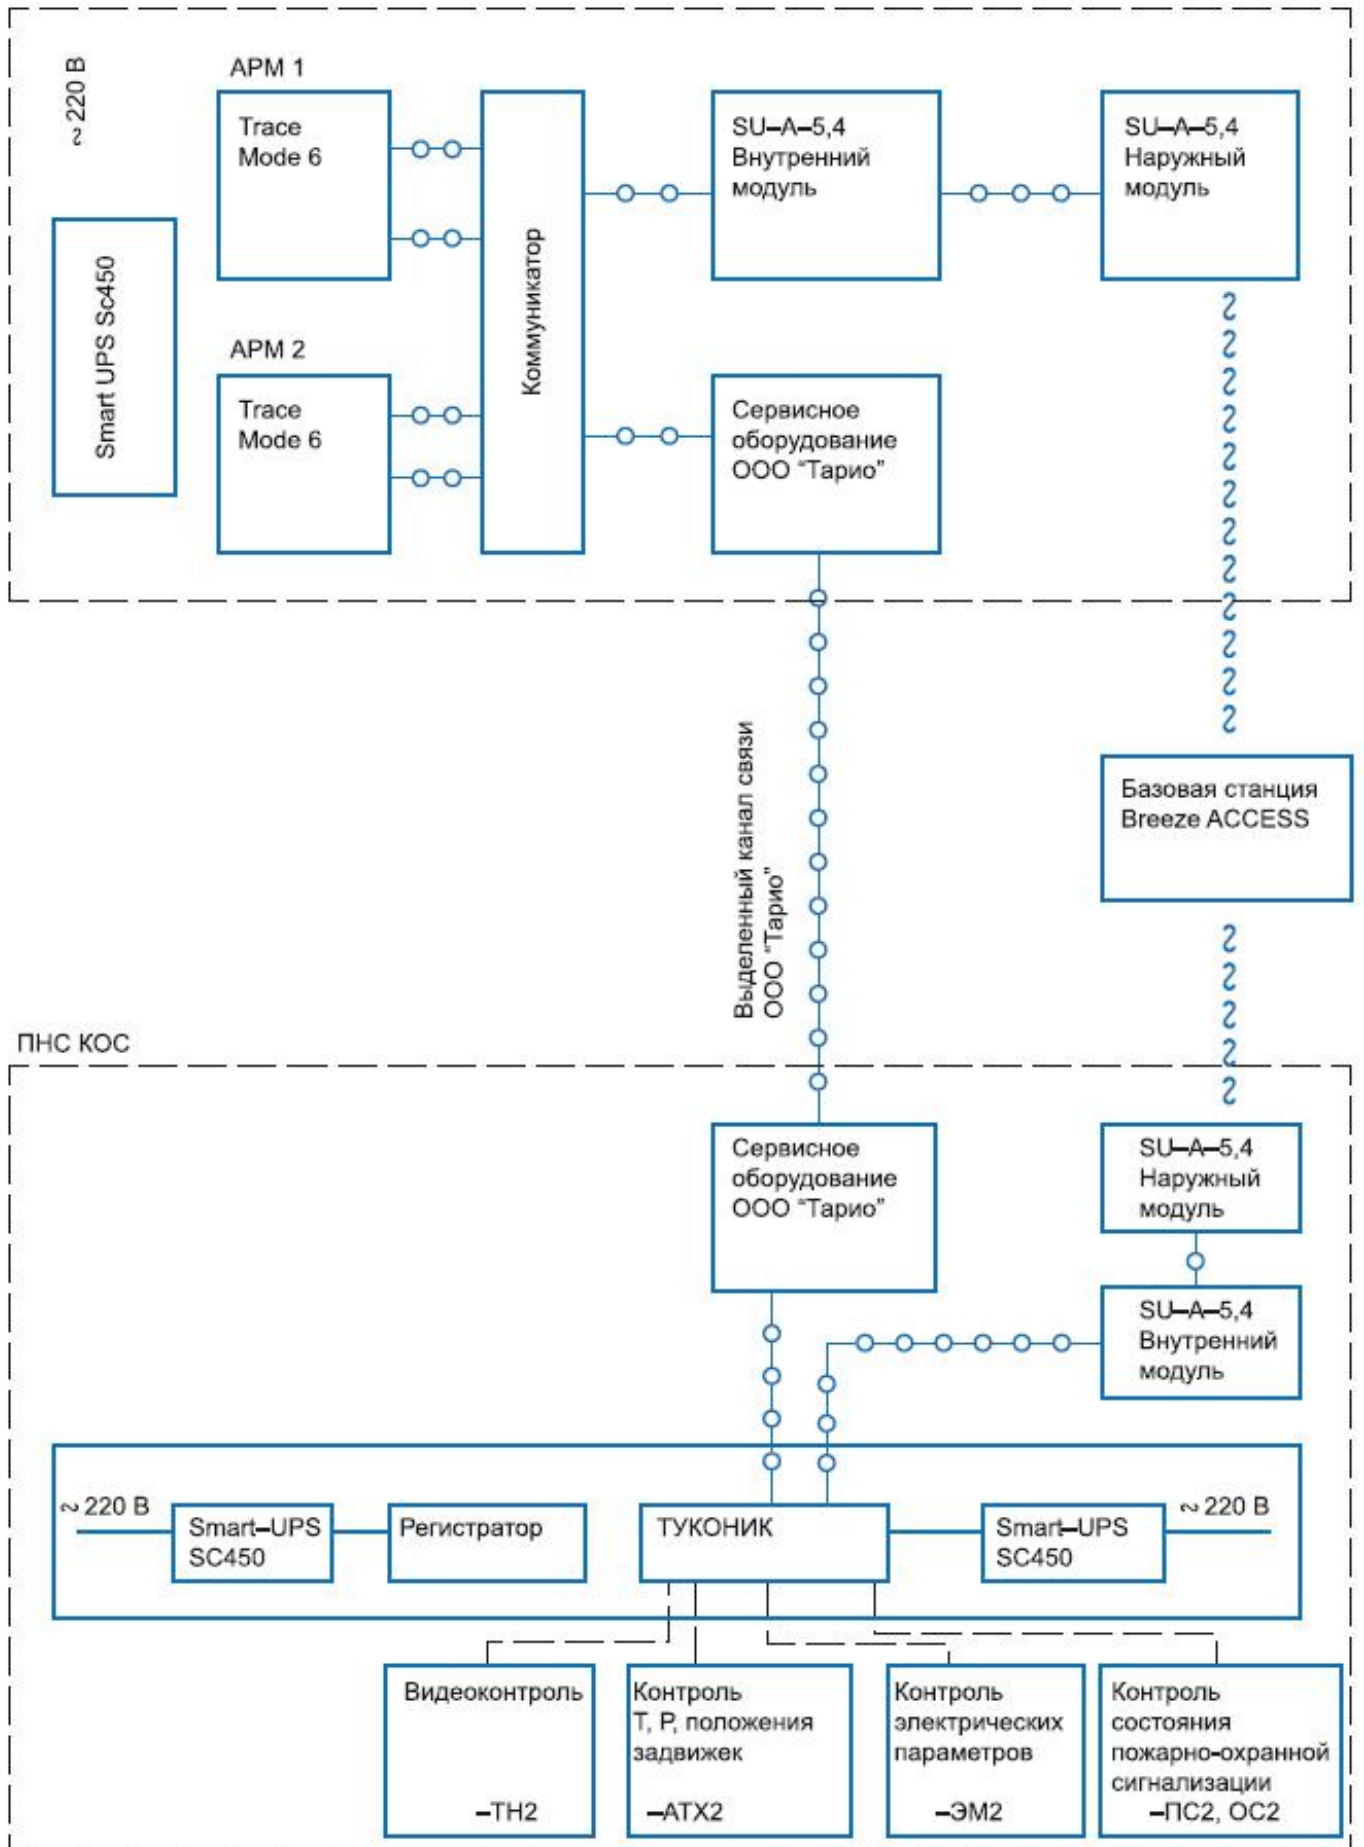 ~220 В
АРМ 1
Trace
Mode 6
SU–А–5,4
Внутренний
модуль
SU–А–5,4
Наружный
модуль
Smart UPS Sc450
Коммуникатор
АРМ 2
Trace
Mode 6
Сервисное
оборудование
ООО “Тарио”
Выделенный канал связи
ООО “Тарио”
Базовая станция
Breeze ACCESS
ПНС КОС
Сервисное
оборудование
ООО “Тарио”
SU–А–5,4
Наружный
модуль
SU–А–5,4
Внутренний
модуль
~ 220 В
Smart–UPS
SC450
Регистратор
ТУКОНИК
Smart–UPS
SC450
~ 220 В
Видеоконтроль
–ТН2
Контроль
Т, Р, положения
задвижек
–АТХ2
Контроль
электрических
параметров
–ЭМ2
Контроль
состояния
пожарно–охранной
сигнализации
–ПС2, ОС2